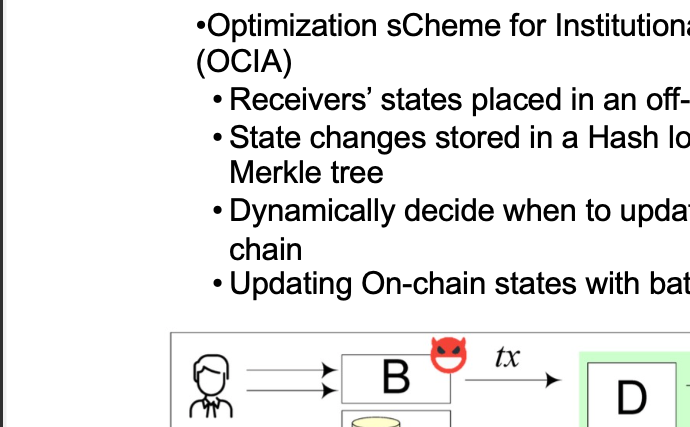 •Optimization sCheme for Institution
(OCIA)
• Receivers’ states placed in an off-
• State changes stored in a Hash lo
Merkle tree
• Dynamically decide when to upda
chain
• Updating On-chain states with bat
B
tx
D